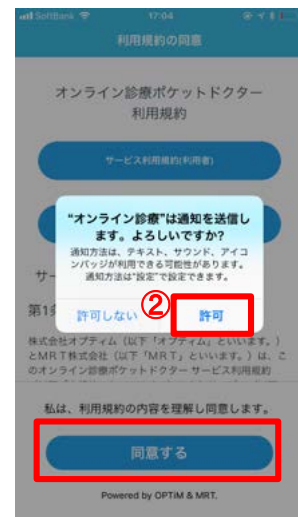 SoftBank 17:04
利用規約の同意
オンライン診療ポケットドクター
利用規約
サービス利用規約(利用者)
"オンライン診療"は通知を送信し
ます。よろしいですか?
通知方法は、テキスト、サウンド、アイコ
ンバッジが利用できる可能性があります。
通知方法は"設定"で設定できます。
サー
第1条
②
許可しない 許可
株式会社オプティム(以下「オプティム」といいます。)
とMRT株式会社(以下「MRT」といいます。)は、こ
のオンライン診療ポケットドクター サービス利用規約
私は、利用規約の内容を理解し同意します。
同意する
Powered by OPTiM & MRT.